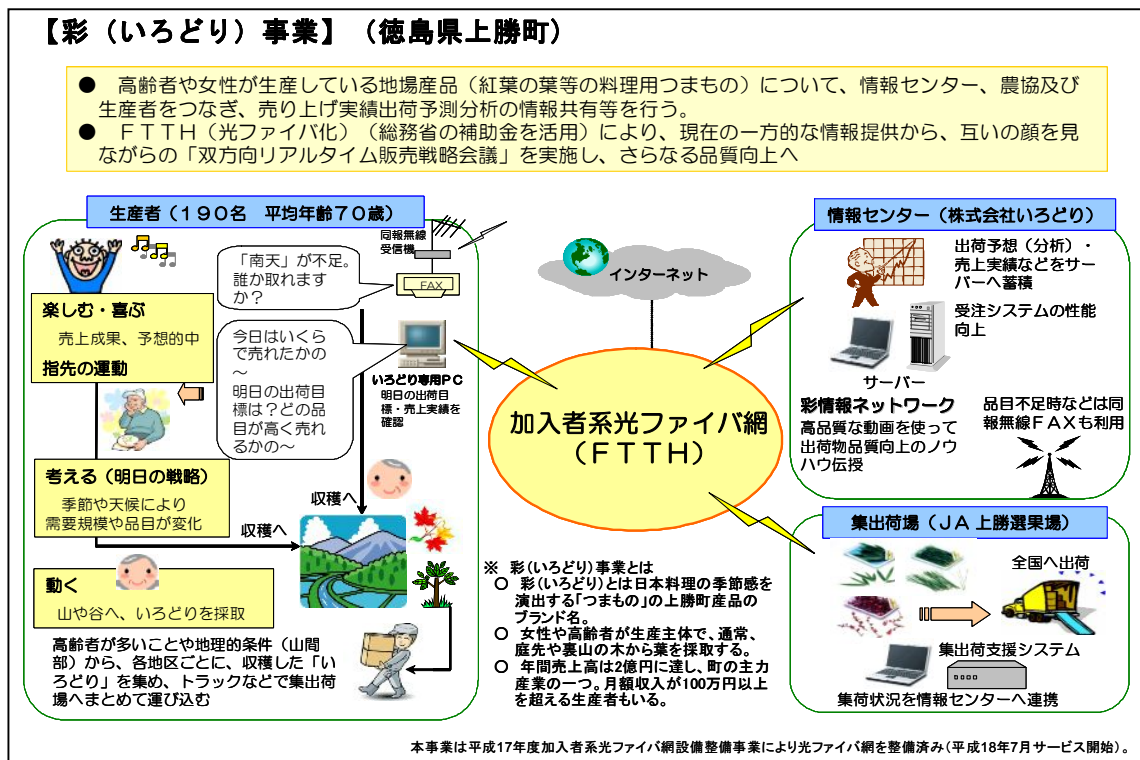 【彩（いろどり）事業】（徳島県上勝町）
● 高齢者や女性が生産している地場産品（紅葉の葉等の料理用つまもの）について、情報センター、農協及び
生産者をつなぎ、売り上げ実績出荷予測分析の情報共有等を行う。
● ＦＴＴＨ（光ファイバ化）（総務省の補助金を活用）により、現在の一方的な情報提供から、互いの顔を見
ながらの「双方向リアルタイム販売戦略会議」を実施し、さらなる品質向上へ
生産者（１９０名　平均年齢７０歳）
同報無線
受信機
FAX
「南天」が不足。
誰か取れます
か？
楽しむ・喜ぶ
売上成果、予想的中
指先の運動
今日はいくら
で売れたかの
～
明日の出荷目
標は？どの品
目が高く売れ
るかの～
いろどり専用ＰＣ
明日の出荷目
標・売上実績を
確認
考える（明日の戦略）
季節や天候により
需要規模や品目が変化
収穫へ
収穫へ
動く
山や谷へ、いろどりを採取
高齢者が多いことや地理的条件（山間
部）から、各地区ごとに、収穫した「い
ろどり」を集め、トラックなどで集出荷
場へまとめて運び込む
インターネット
加入者系光ファイバ網
（ＦＴＴＨ）
※ 彩（いろどり）事業とは
○ 彩（いろどり）とは日本料理の季節感を
演出する「つまもの」の上勝町産品の
ブランド名。
○ 女性や高齢者が生産主体で、通常、
庭先や裏山の木から葉を採取する。
○ 年間売上高は2億円に達し、町の主力
産業の一つ。月額収入が100万円以上
を超える生産者もいる。
情報センター（株式会社いろどり）
出荷予想（分析）・
売上実績などをサー
バーへ蓄積
受注システムの性能
向上
サーバー
彩情報ネットワーク
高品質な動画を使って
出荷物品質向上のノウ
ハウ伝授
品目不足時などは同
報無線ＦＡＸも利用
集出荷場（ＪＡ上勝選果場）
全国へ出荷
集出荷支援システム
集荷状況を情報センターへ連携
本事業は平成17年度加入者系光ファイバ網設備整備事業により光ファイバ網を整備済み（平成18年7月サービス開始）。